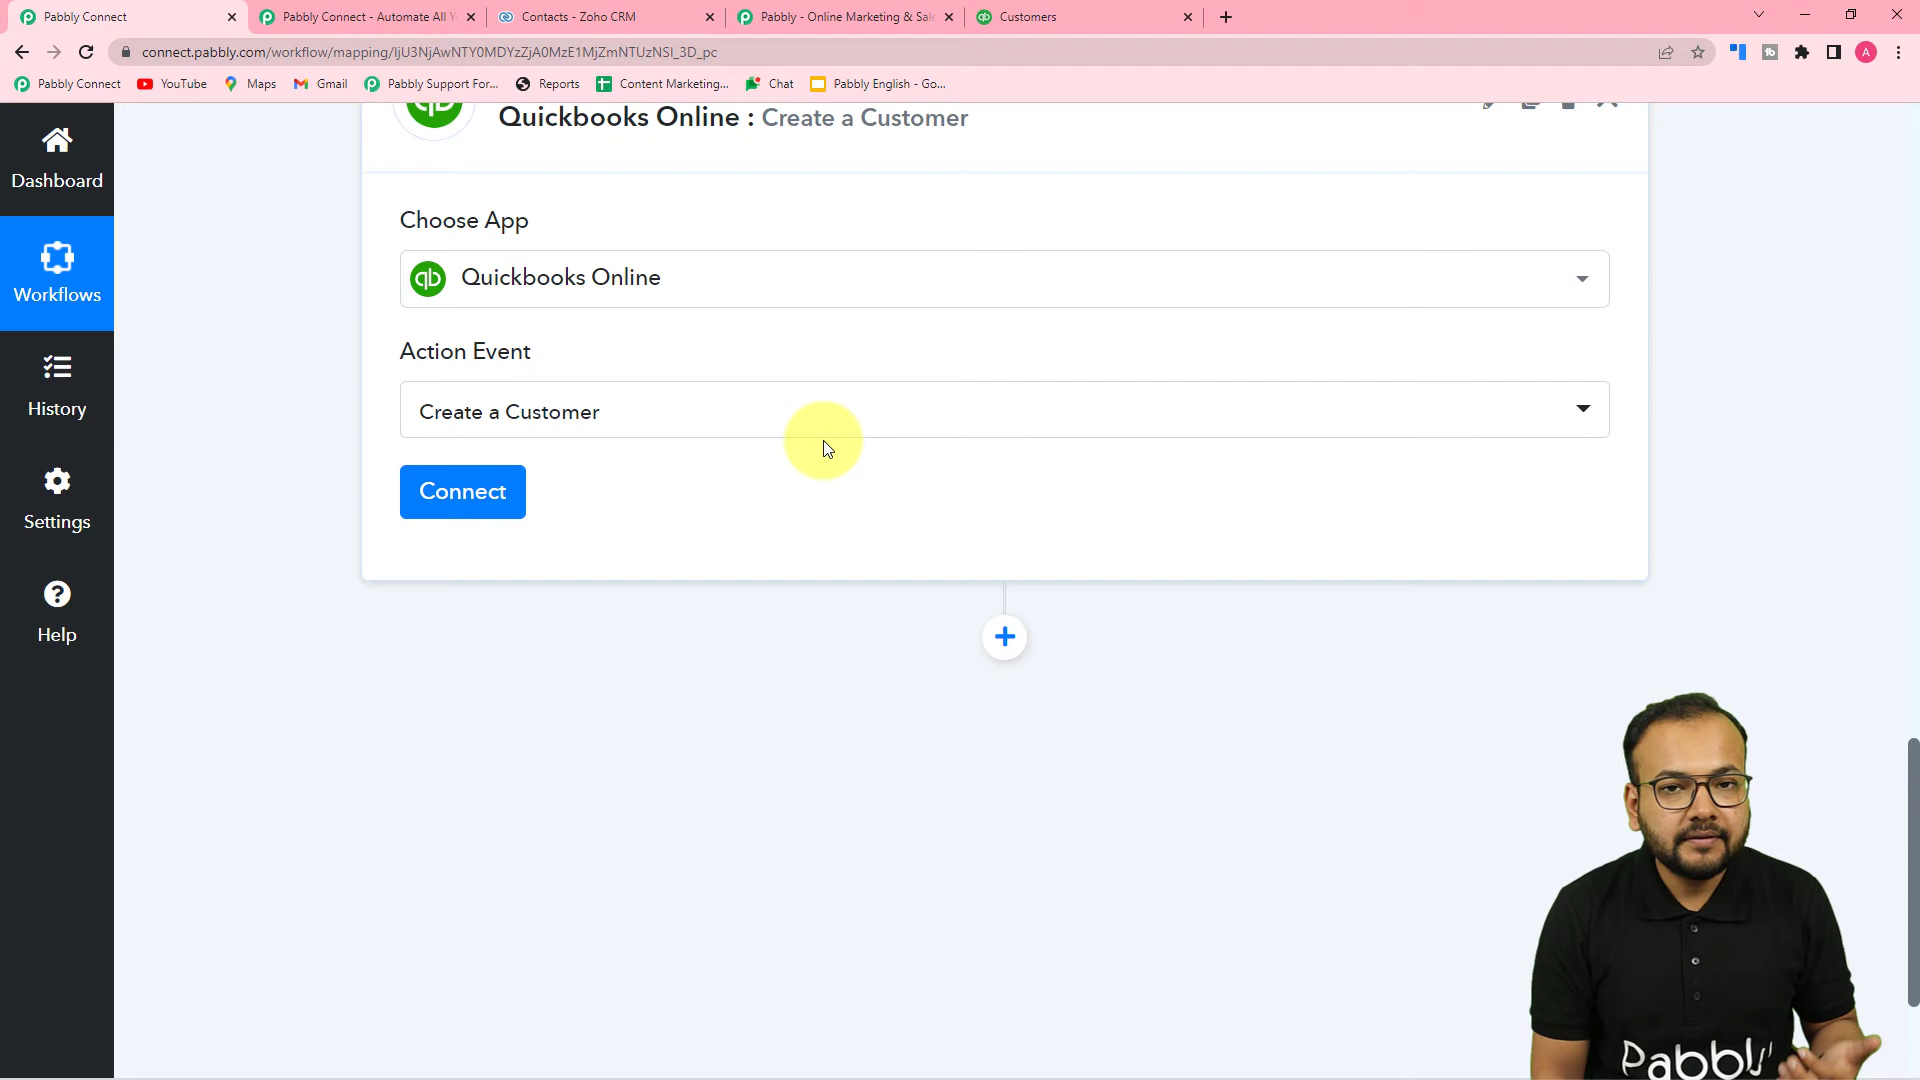 Pabbly Connect
Pabbly Connect - Automate All Y
Contacts - Zoho CRM
Pabbly - Online Marketing & Sale
Customers
connect.pabbly.com/workflow/mapping/IjU3NjAwNTY0MDYzZjA0MzE1MjZmNTUzNSI_3D_pc
A
Pabbly Connect
YouTube
Maps
Gmail
Pabbly Support For...
Reports
Content Marketing...
Chat
Pabbly English - Go...
Dashboard
Workflows
History
Settings
Help
Quickbooks Online : Create a Customer
Choose App
qb Quickbooks Online
Action Event
Create a Customer
Connect
Pabbly